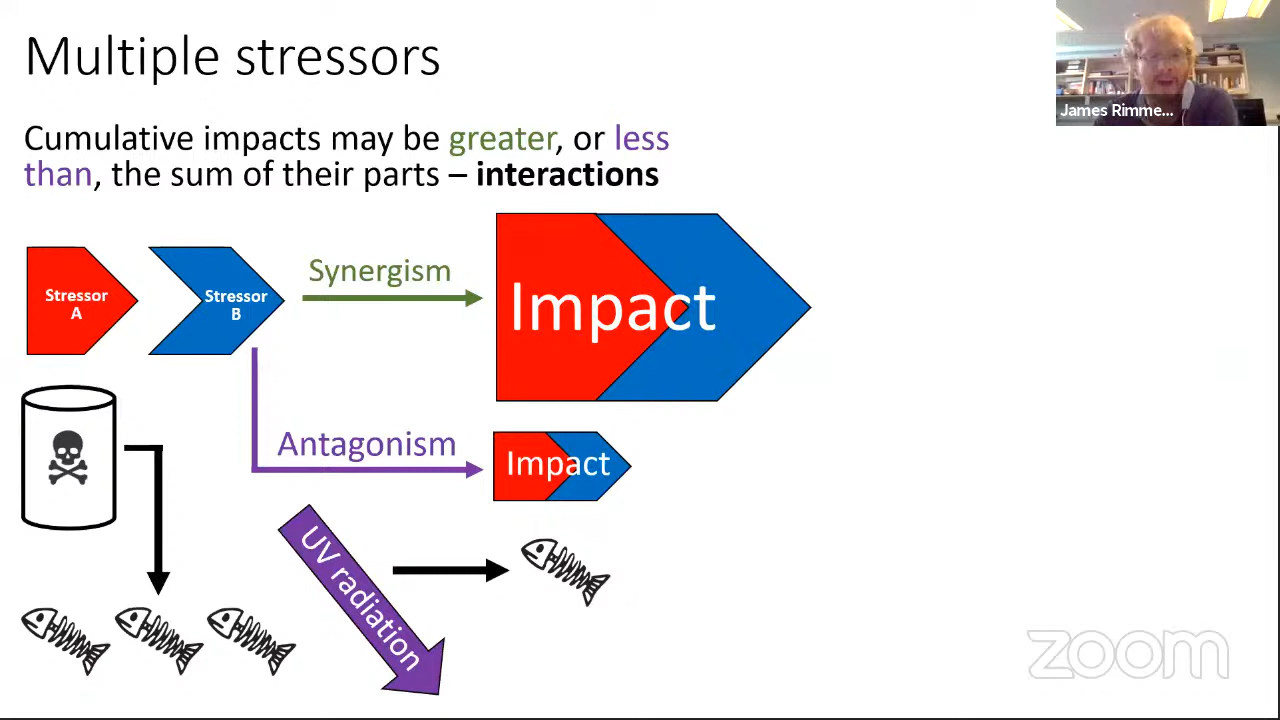 Multiple stressors
James Rimme...
Cumulative impacts may be greater, or less
than, the sum of their parts – interactions
Stressor
A
Stressor
B
Synergism
Impact
Antagonism
Impact
UV radiation
zoom